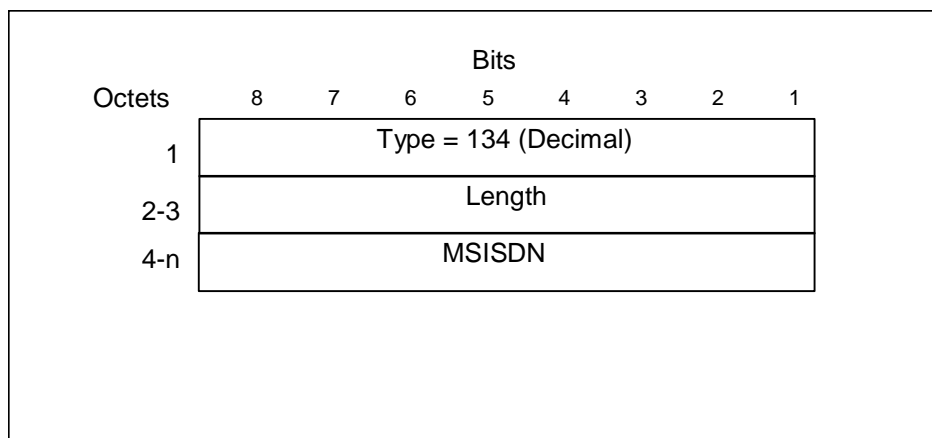 Bits
Octets 8 7 6 5 4 3 2 1
1 Type = 134 (Decimal)
2-3 Length
4-n MSISDN